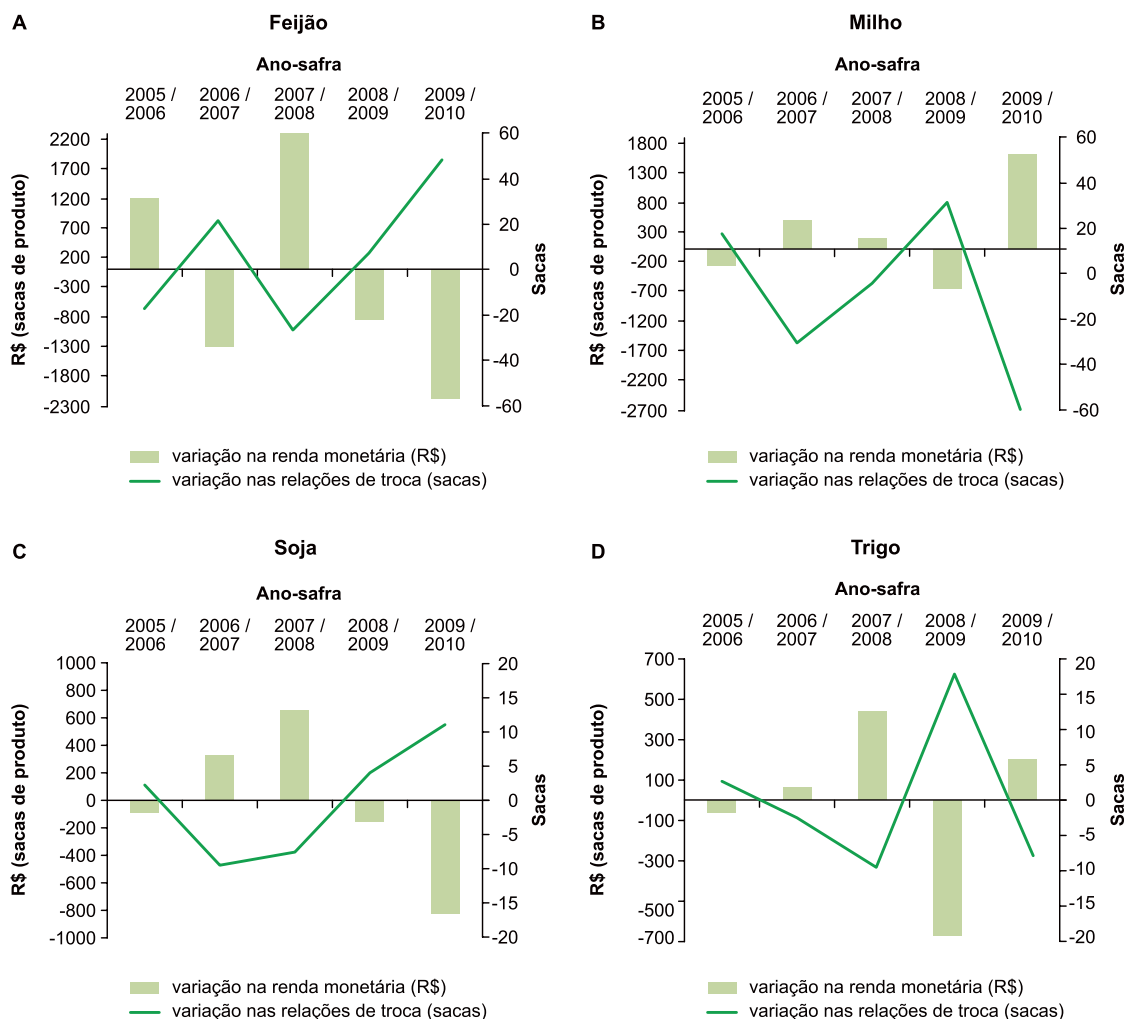 A
Feijão
Ano-safra
2005 / 2006 / 2007 / 2008 / 2009 /
2006 2007 2008 2009 2010
R$ (sacas de produto)
2200
1700
1200
700
200
-300
-800
-1300
-1800
-2300
60
40
20
0
-20
-40
-60
Sacas
variação na renda monetária (R$)
variação nas relações de troca (sacas)
B
Milho
Ano-safra
2005 / 2006 / 2007 / 2008 / 2009 /
2006 2007 2008 2009 2010
R$ (sacas de produto)
1800
1300
800
300
-200
-700
-1200
-1700
-2200
-2700
60
40
20
0
-20
-40
-60
Sacas
variação na renda monetária (R$)
variação nas relações de troca (sacas)
C
Soja
Ano-safra
2005 / 2006 / 2007 / 2008 / 2009 /
2006 2007 2008 2009 2010
R$ (sacas de produto)
1000
800
600
400
200
0
-200
-400
-600
-800
-1000
20
15
10
5
0
-5
-10
-15
-20
Sacas
variação na renda monetária (R$)
variação nas relações de troca (sacas)
D
Trigo
Ano-safra
2005 / 2006 / 2007 / 2008 / 2009 /
2006 2007 2008 2009 2010
R$ (sacas de produto)
700
500
300
100
-100
-300
-500
-700
20
15
10
5
0
-5
-10
-15
-20
Sacas
variação na renda monetária (R$)
variação nas relações de troca (sacas)